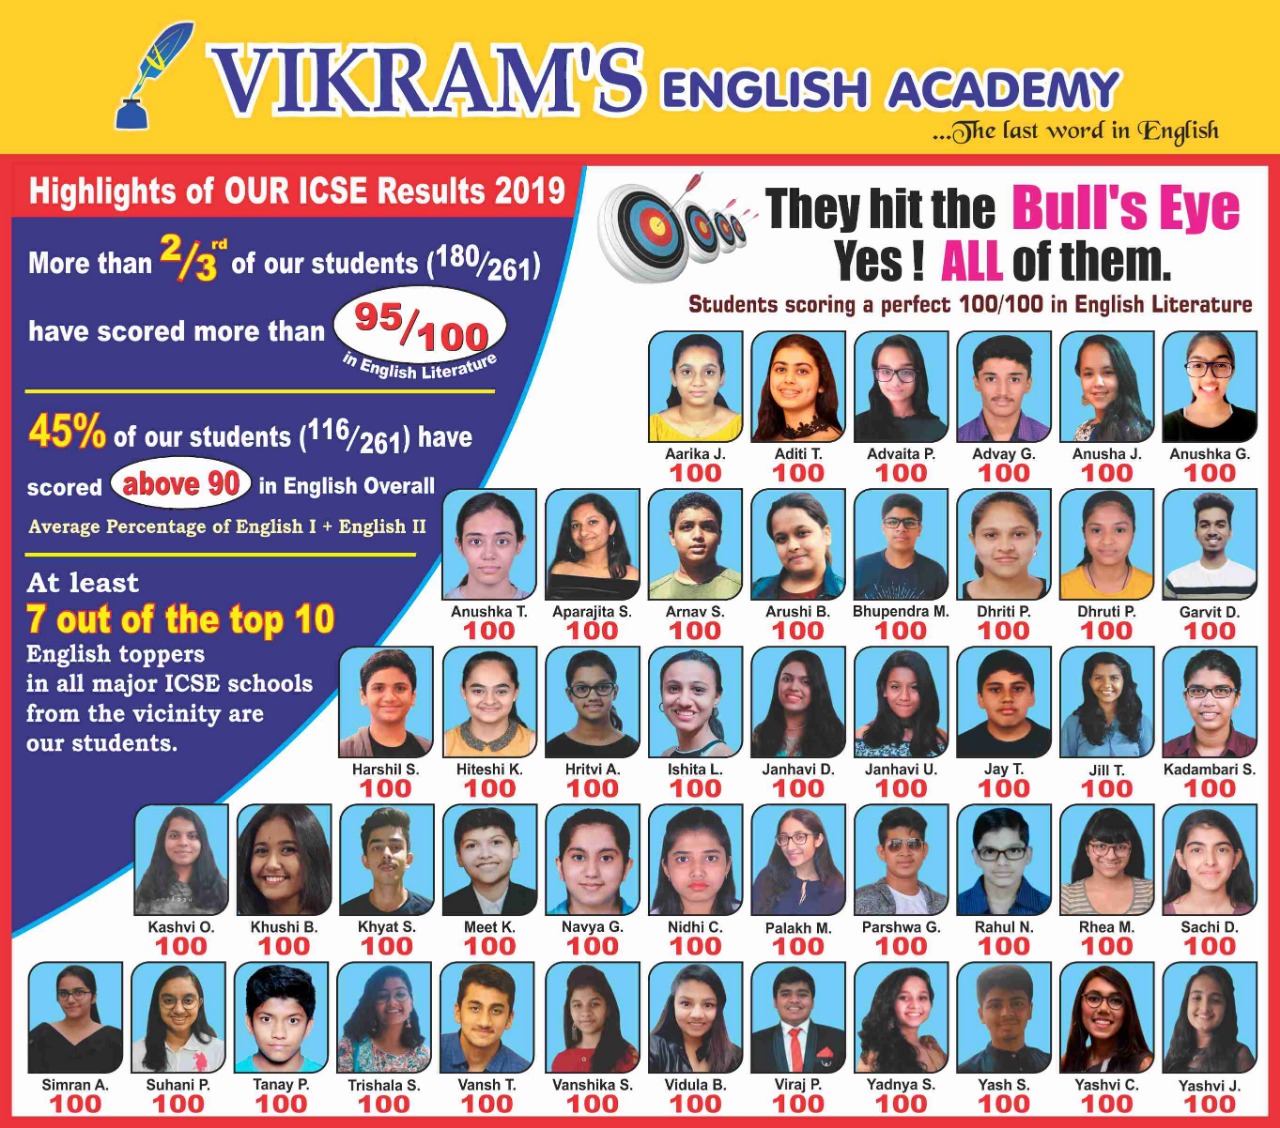 VIKRAM'S ENGLISH ACADEMY
...The last word in English
Highlights of OUR ICSE Results 2019
More than 2/3rd of our students (180/261)
have scored more than 95/100
in English Literature
45% of our students (116/261) have
scored above 90 in English Overall
Average Percentage of English I + English II
At least
7 out of the top 10
English toppers
in all major ICSE schools
from the vicinity are
our students.
They hit the Bull's Eye
Yes ! ALL of them.
Students scoring a perfect 100/100 in English Literature
Aarika J. Aditi T. Advaita P. Advay G. Anusha J. Anushka G.
100 100 100 100 100 100
Anushka T. Aparajita S. Arnav S. Arushi B. Bhupendra M. Dhriti P. Dhruti P. Garvit D.
100 100 100 100 100 100 100 100
Harshil S. Hiteshi K. Hritvi A. Ishita L. Janhavi D. Janhavi U. Jay T. Jill T. Kadambari S.
100 100 100 100 100 100 100 100 100
Kashvi O. Khushi B. Khyat S. Meet K. Navya G. Nidhi C. Palakh M. Parshwa G. Rahul N. Rhea M. Sachi D.
100 100 100 100 100 100 100 100 100 100 100
Simran A. Suhani P. Tanay P. Trishala S. Vansh T. Vanshika S. Vidula B. Viraj P. Yadnya S. Yash S. Yashvi C. Yashvi J.
100 100 100 100 100 100 100 100 100 100 100 100